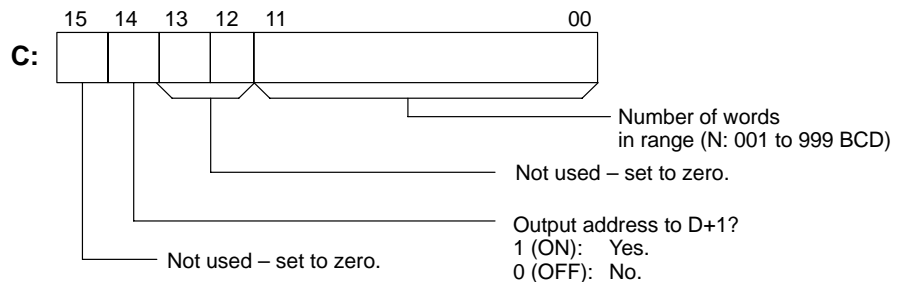 15 14 13 12 11 00
C:
Number of words
in range (N: 001 to 999 BCD)
Not used – set to zero.
Output address to D+1?
1 (ON): Yes.
0 (OFF): No.
Not used – set to zero.